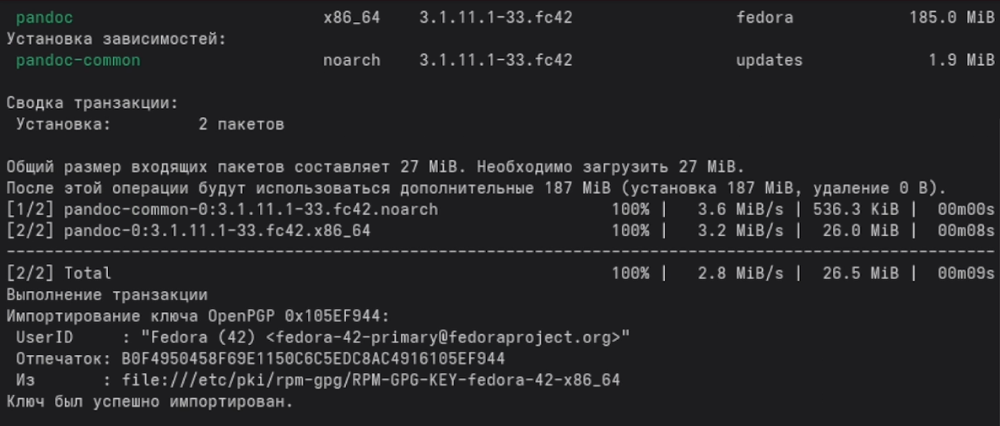 pandoc x86_64 3.1.11.1-33.fc42 fedora 185.0 MiB
Установка зависимостей:
pandoc-common noarch 3.1.11.1-33.fc42 updates 1.9 MiB
Сводка транзакции:
Установка: 2 пакетов
Общий размер входящих пакетов составляет 27 MiB. Необходимо загрузить 27 MiB.
После этой операции будут использоваться дополнительные 187 MiB (установка 187 MiB, удаление 0 B).
[1/2] pandoc-common-0:3.1.11.1-33.fc42.noarch 100% | 3.6 MiB/s | 536.3 KiB | 00m00s
[2/2] pandoc-0:3.1.11.1-33.fc42.x86_64 100% | 3.2 MiB/s | 26.0 MiB | 00m08s
--------------------------------------------------------------------------------------------------------
[2/2] Total 100% | 2.8 MiB/s | 26.5 MiB | 00m09s
Выполнение транзакции
Импортирование ключа OpenPGP 0x105EF944:
UserID : "Fedora (42) <fedora-42-primary@fedoraproject.org>"
Отпечаток: B0F4950458F69E1150C6C5EDC8AC4916105EF944
Из : file:///etc/pki/rpm-gpg/RPM-GPG-KEY-fedora-42-x86_64
Ключ был успешно импортирован.